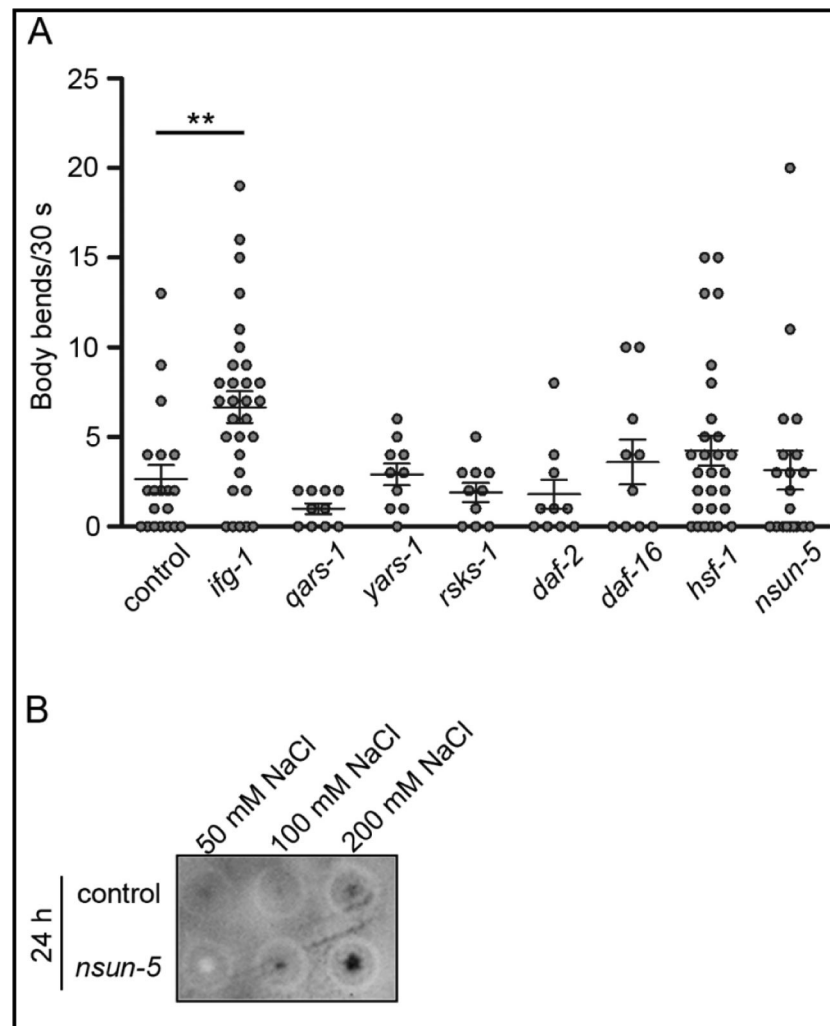 A
25
**
20
15
10
5
0
Body bends/30 s
control
ifg-1
qars-1
yars-1
rsks-1
daf-2
daf-16
hsf-1
nsun-5
B
50 mM NaCl
100 mM NaCl
200 mM NaCl
24 h
control
nsun-5